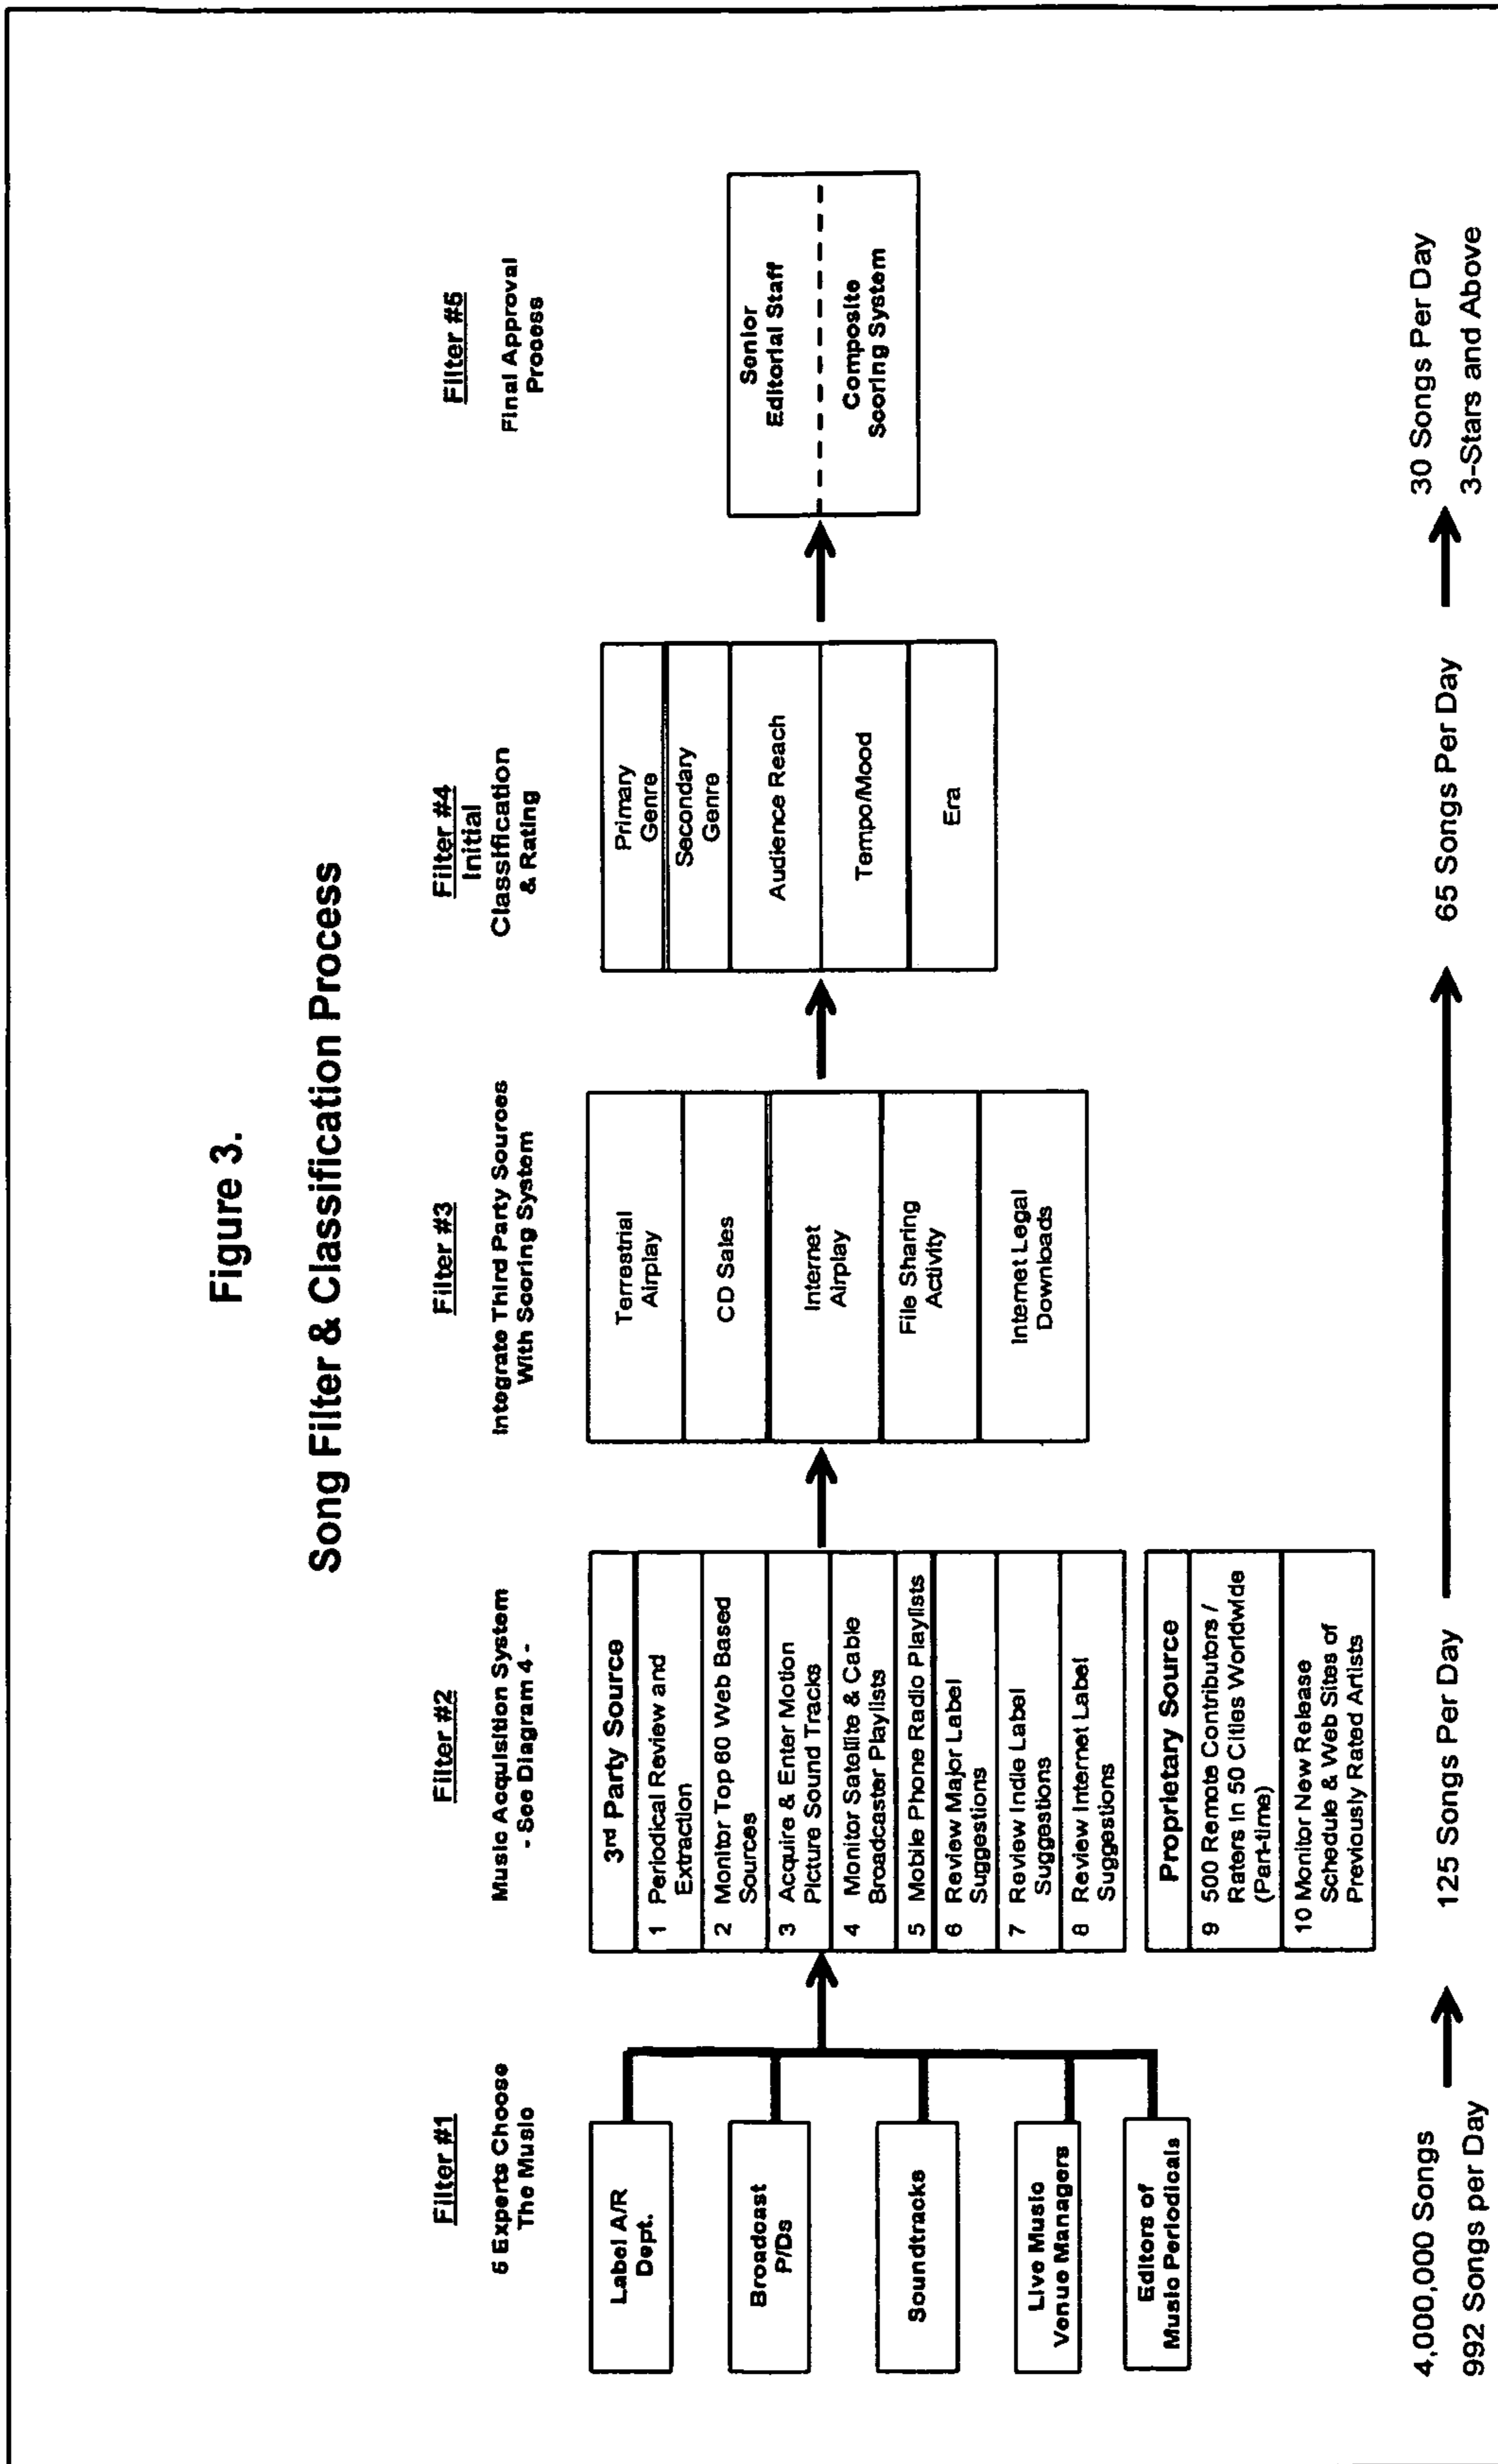 Figure 3.
Song Filter & Classification Process
Filter #1
5 Experts Choose
The Music
Label A/R
Dept.
Broadcast
P/Ds
Soundtracks
Live Music
Venue Managers
Editors of
Music Periodicals
Filter #2
Music Acquisition System
- See Diagram 4 -
3rd Party Source
1 Periodical Review and
Extraction
2 Monitor Top 60 Web Based
Sources
3 Acquire & Enter Motion
Picture Sound Tracks
4 Monitor Satellite & Cable
Broadcaster Playlists
5 Mobile Phone Radio Playlists
6 Review Major Label
Suggestions
7 Review Indie Label
Suggestions
8 Review Internet Label
Suggestions
Proprietary Source
9 500 Remote Contributors /
Raters In 50 Cities Worldwide
(Part-time)
10 Monitor New Release
Schedule & Web Sites of
Previously Rated Artists
Filter #3
Integrate Third Party Sources
With Scoring System
Terrestrial
Airplay
CD Sales
Internet
Airplay
File Sharing
Activity
Internet Legal
Downloads
Filter #4
Initial
Classification
& Rating
Primary
Genre
Secondary
Genre
Audience Reach
Tempo/Mood
Era
Filter #5
Final Approval
Process
Senior
Editorial Staff
Composite
Scoring System
4,000,000 Songs
992 Songs per Day
125 Songs Per Day
65 Songs Per Day
30 Songs Per Day
3-Stars and Above